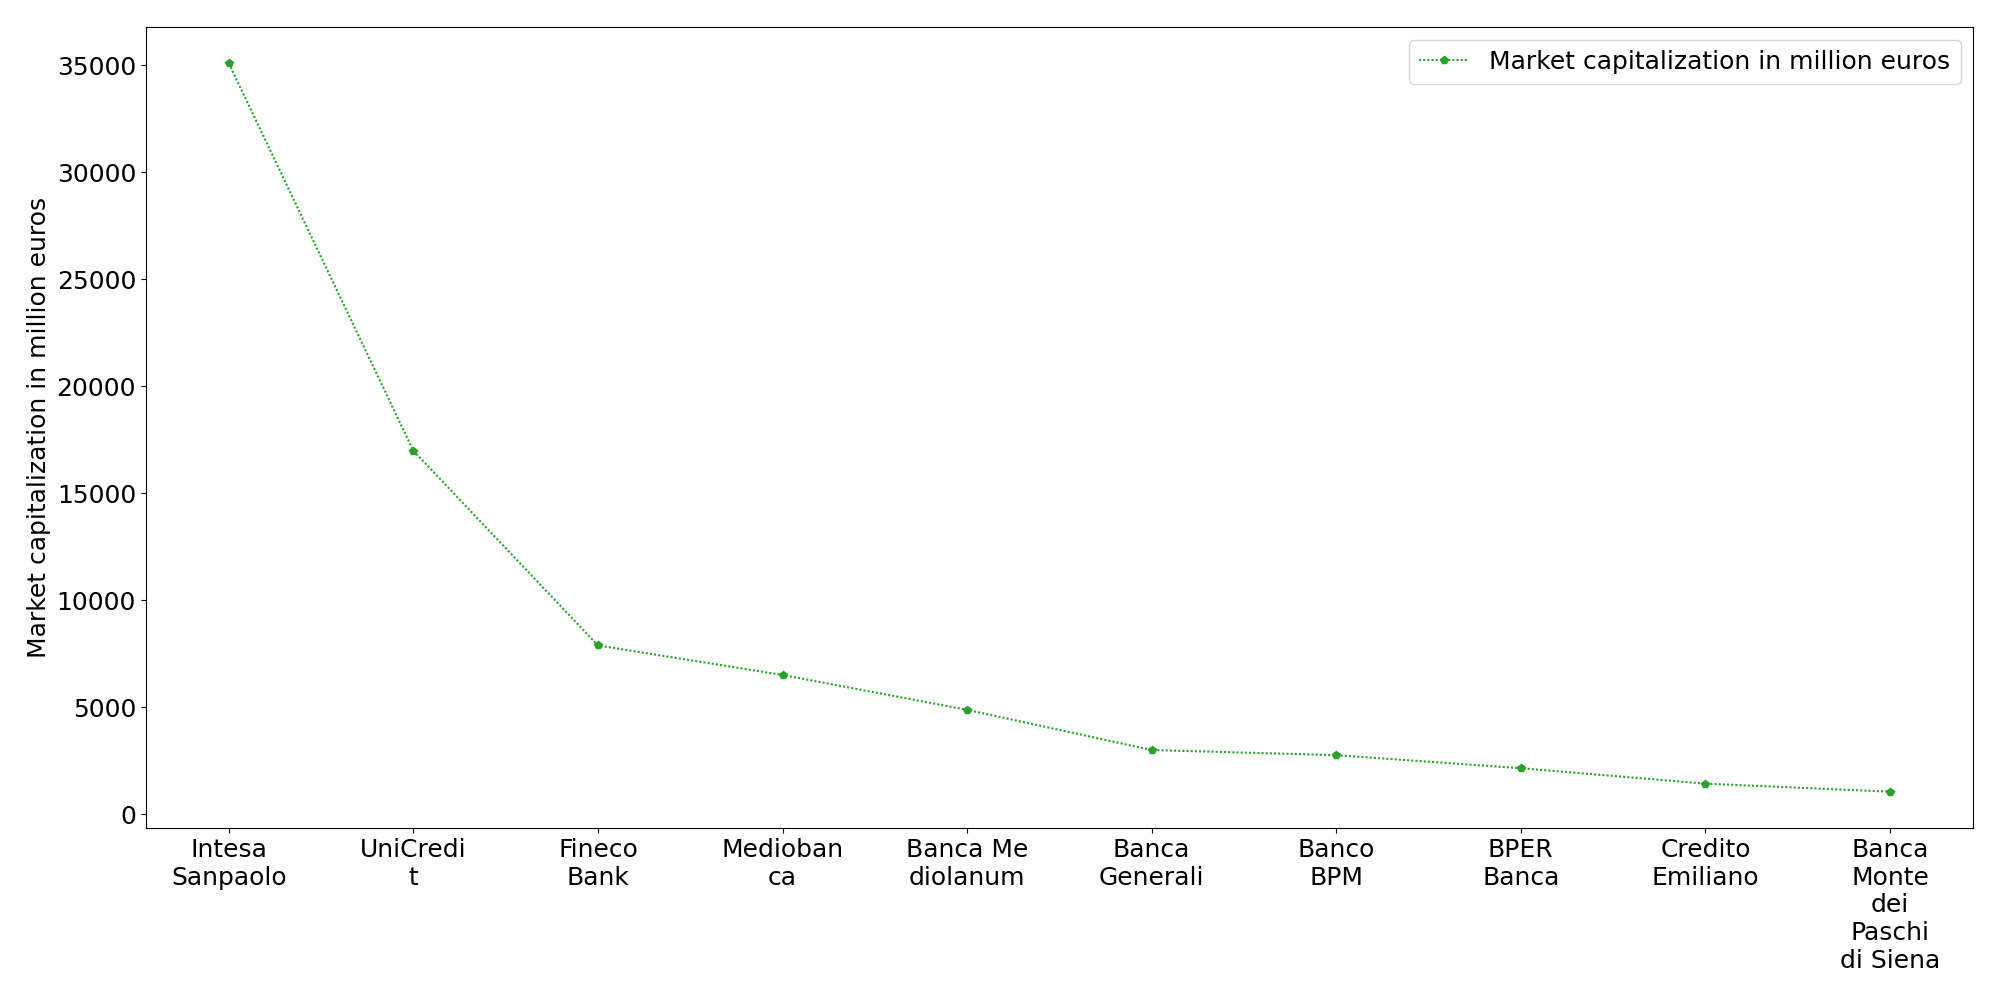 Market capitalization in million euros
35000
30000
25000
20000
15000
10000
5000
0
Market capitalization in million euros
Intesa
Sanpaolo
UniCredi
t
Fineco
Bank
Medioban
ca
Banca Me
diolanum
Banca
Generali
Banco
BPM
BPER
Banca
Credito
Emiliano
Banca
Monte
dei
Paschi
di Siena